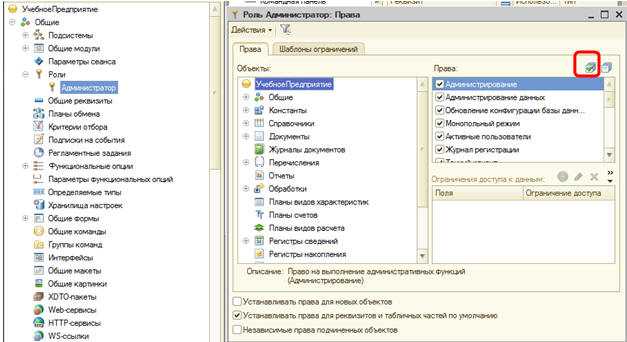 УчебноеПредприятие
Общие
Подсистемы
Общие модули
Параметры сеанса
Роли
Администратор
Общие реквизиты
Планы обмена
Критерии отбора
Подписки на события
Регламентные задания
Функциональные опции
Параметры функциональных опций
Определяемые типы
Хранилища настроек
Общие формы
Общие команды
Группы команд
Интерфейсы
Общие макеты
Общие картинки
XDTO-пакеты
Web-сервисы
HTTP-сервисы
WS-ссылки
Роль Администратор: Права
Действия
Права
Шаблоны ограничений
Объекты:
УчебноеПредприятие
Общие
Константы
Справочники
Документы
Журналы документов
Перечисления
Отчеты
Обработки
Планы видов характеристик
Планы счетов
Планы видов расчета
Регистры сведений
Регистры накопления
Права:
Администрирование
Администрирование данных
Обновление конфигурации базы данн...
Монопольный режим
Активные пользователи
Журнал регистрации
Ограничения доступа к данным:
Поля
Ограничение доступа
Описание: Право на выполнение административных функций
(Администрирование)
Устанавливать права для новых объектов
Устанавливать права для реквизитов и табличных частей по умолчанию
Независимые права подчиненных объектов